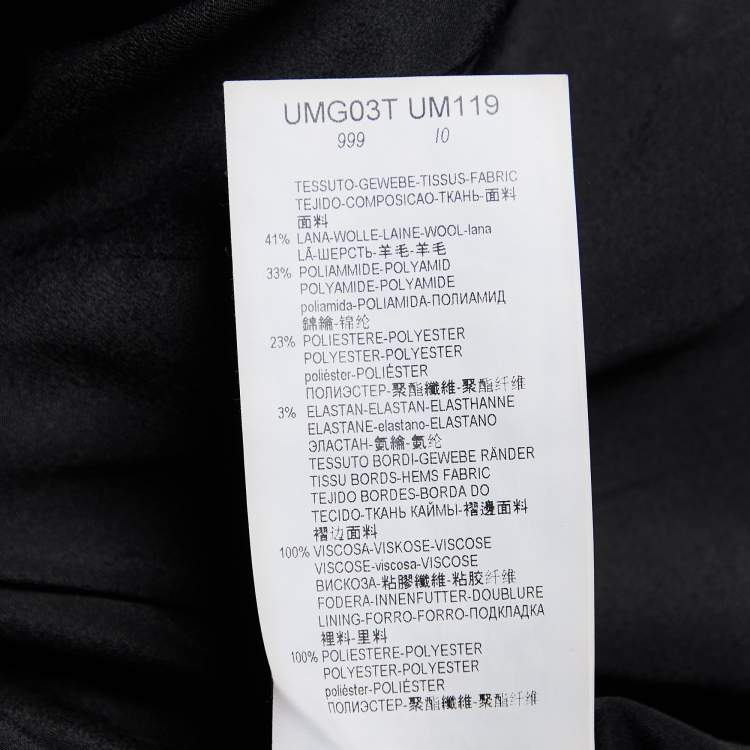 UMG03T UM119
999 10
TESSUTO-GEWEBE-TISSUS-FABRIC
TEJIDO-COMPOSICAO-ТКАНЬ-面料
面料
41% LANA-WOLLE-LAINE-WOOL-lana
LÃ-ШЕРСТЬ-羊毛-羊毛
33% POLIAMMIDE-POLYAMID
POLYAMIDE-POLYAMIDE
poliamida-POLIAMIDA-ПОЛИАМИД
錦綸-锦纶
23% POLIESTERE-POLYESTER
POLYESTER-POLYESTER
poliéster-POLIÉSTER
ПОЛИЭСТЕР-聚酯纖維-聚酯纤维
3% ELASTAN-ELASTAN-ELASTHANNE
ELASTANE-elastano-ELASTANO
ЭЛАСТАН-氨綸-氨纶
TESSUTO BORDI-GEWEBE RÄNDER
TISSU BORDS-HEMS FABRIC
TEJIDO BORDES-BORDA DO
TECIDO-ТКАНЬ КАЙМЫ-褶邊面料
褶边面料
100% VISCOSA-VISKOSE-VISCOSE
VISCOSE-viscosa-VISCOSE
ВИСКОЗА-粘膠纖維-粘胶纤维
FODERA-INNENFUTTER-DOUBLURE
LINING-FORRO-FORRO-ПОДКЛАДКА
裡料-里料
100% POLIESTERE-POLYESTER
POLYESTER-POLYESTER
poliéster-POLIÉSTER
ПОЛИЭСТЕР-聚酯纖維-聚酯纤维